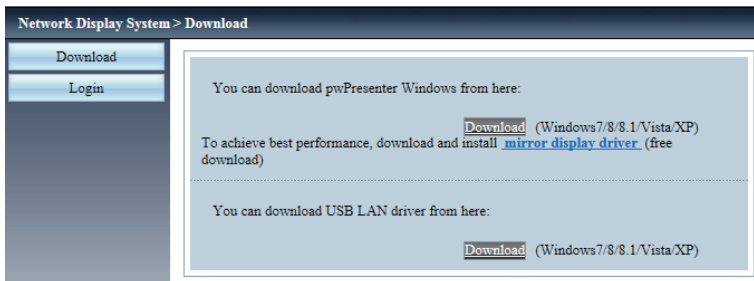 Network Display System > Download
Download
Login
You can download pwPresenter Windows from here:
Download (Windows7/8/8.1/Vista/XP)
To achieve best performance, download and install mirror display driver (free
download)
You can download USB LAN driver from here:
Download (Windows7/8/8.1/Vista/XP)